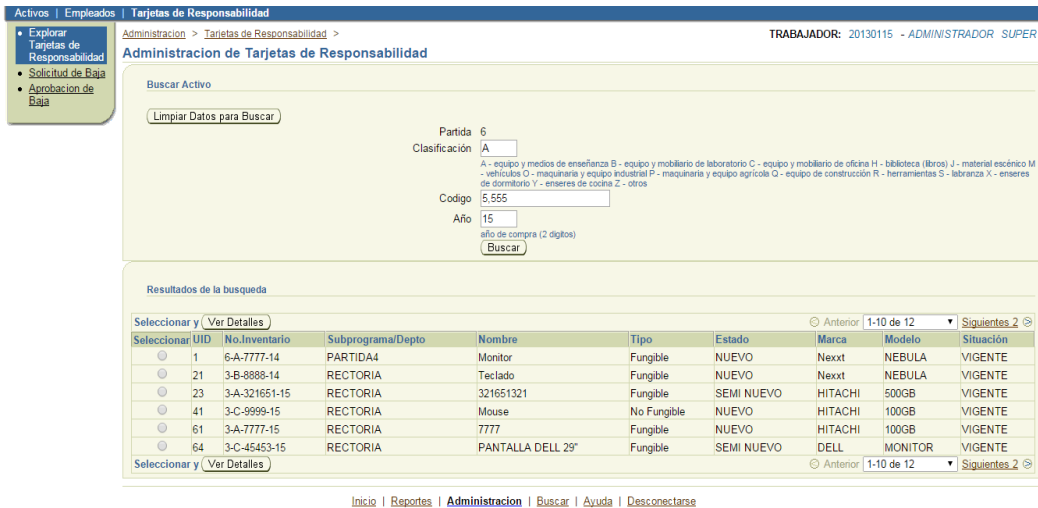 Activos | Empleados | Tarjetas de Responsabilidad
Explorar
Tarjetas de
Responsabilidad
Solicitud de Baja
Aprobacion de
Baja
Administracion > Tarjetas de Responsabilidad >
TRABAJADOR: 20130115 - ADMINISTRADOR SUPER
Administracion de Tarjetas de Responsabilidad
Buscar Activo
Limpiar Datos para Buscar
Partida 6
Clasificación A
A - equipo y medios de enseñanza B - equipo y mobiliario de laboratorio C - equipo y mobiliario de oficina H - biblioteca (libros) J - material escénico M
- vehículos O - maquinaria y equipo industrial P - maquinaria y equipo agrícola Q - equipo de construcción R - herramientas S - labranza X - enseres
de dormitorio Y - enseres de cocina Z - otros
Codigo 5,555
Año 15
año de compra (2 digitos)
Buscar
Resultados de la busqueda
Seleccionar y Ver Detalles Anterior 1-10 de 12 Siguientes 2
Seleccionar UID No.Inventario Subprograma/Depto Nombre Tipo Estado Marca Modelo Situación
1 6-A-7777-14 PARTIDA4 Monitor Fungible NUEVO Nexxt NEBULA VIGENTE
21 3-B-8888-14 RECTORIA Teclado Fungible NUEVO Nexxt NEBULA VIGENTE
23 3-A-321651-15 RECTORIA 321651321 Fungible SEMI NUEVO HITACHI 500GB VIGENTE
41 3-C-9999-15 RECTORIA Mouse No Fungible NUEVO HITACHI 100GB VIGENTE
61 3-A-7777-15 RECTORIA 7777 Fungible NUEVO HITACHI 100GB VIGENTE
64 3-C-45453-15 RECTORIA PANTALLA DELL 29" Fungible SEMI NUEVO DELL MONITOR VIGENTE
Seleccionar y Ver Detalles Anterior 1-10 de 12 Siguientes 2
Inicio | Reportes | Administracion | Buscar | Ayuda | Desconectarse